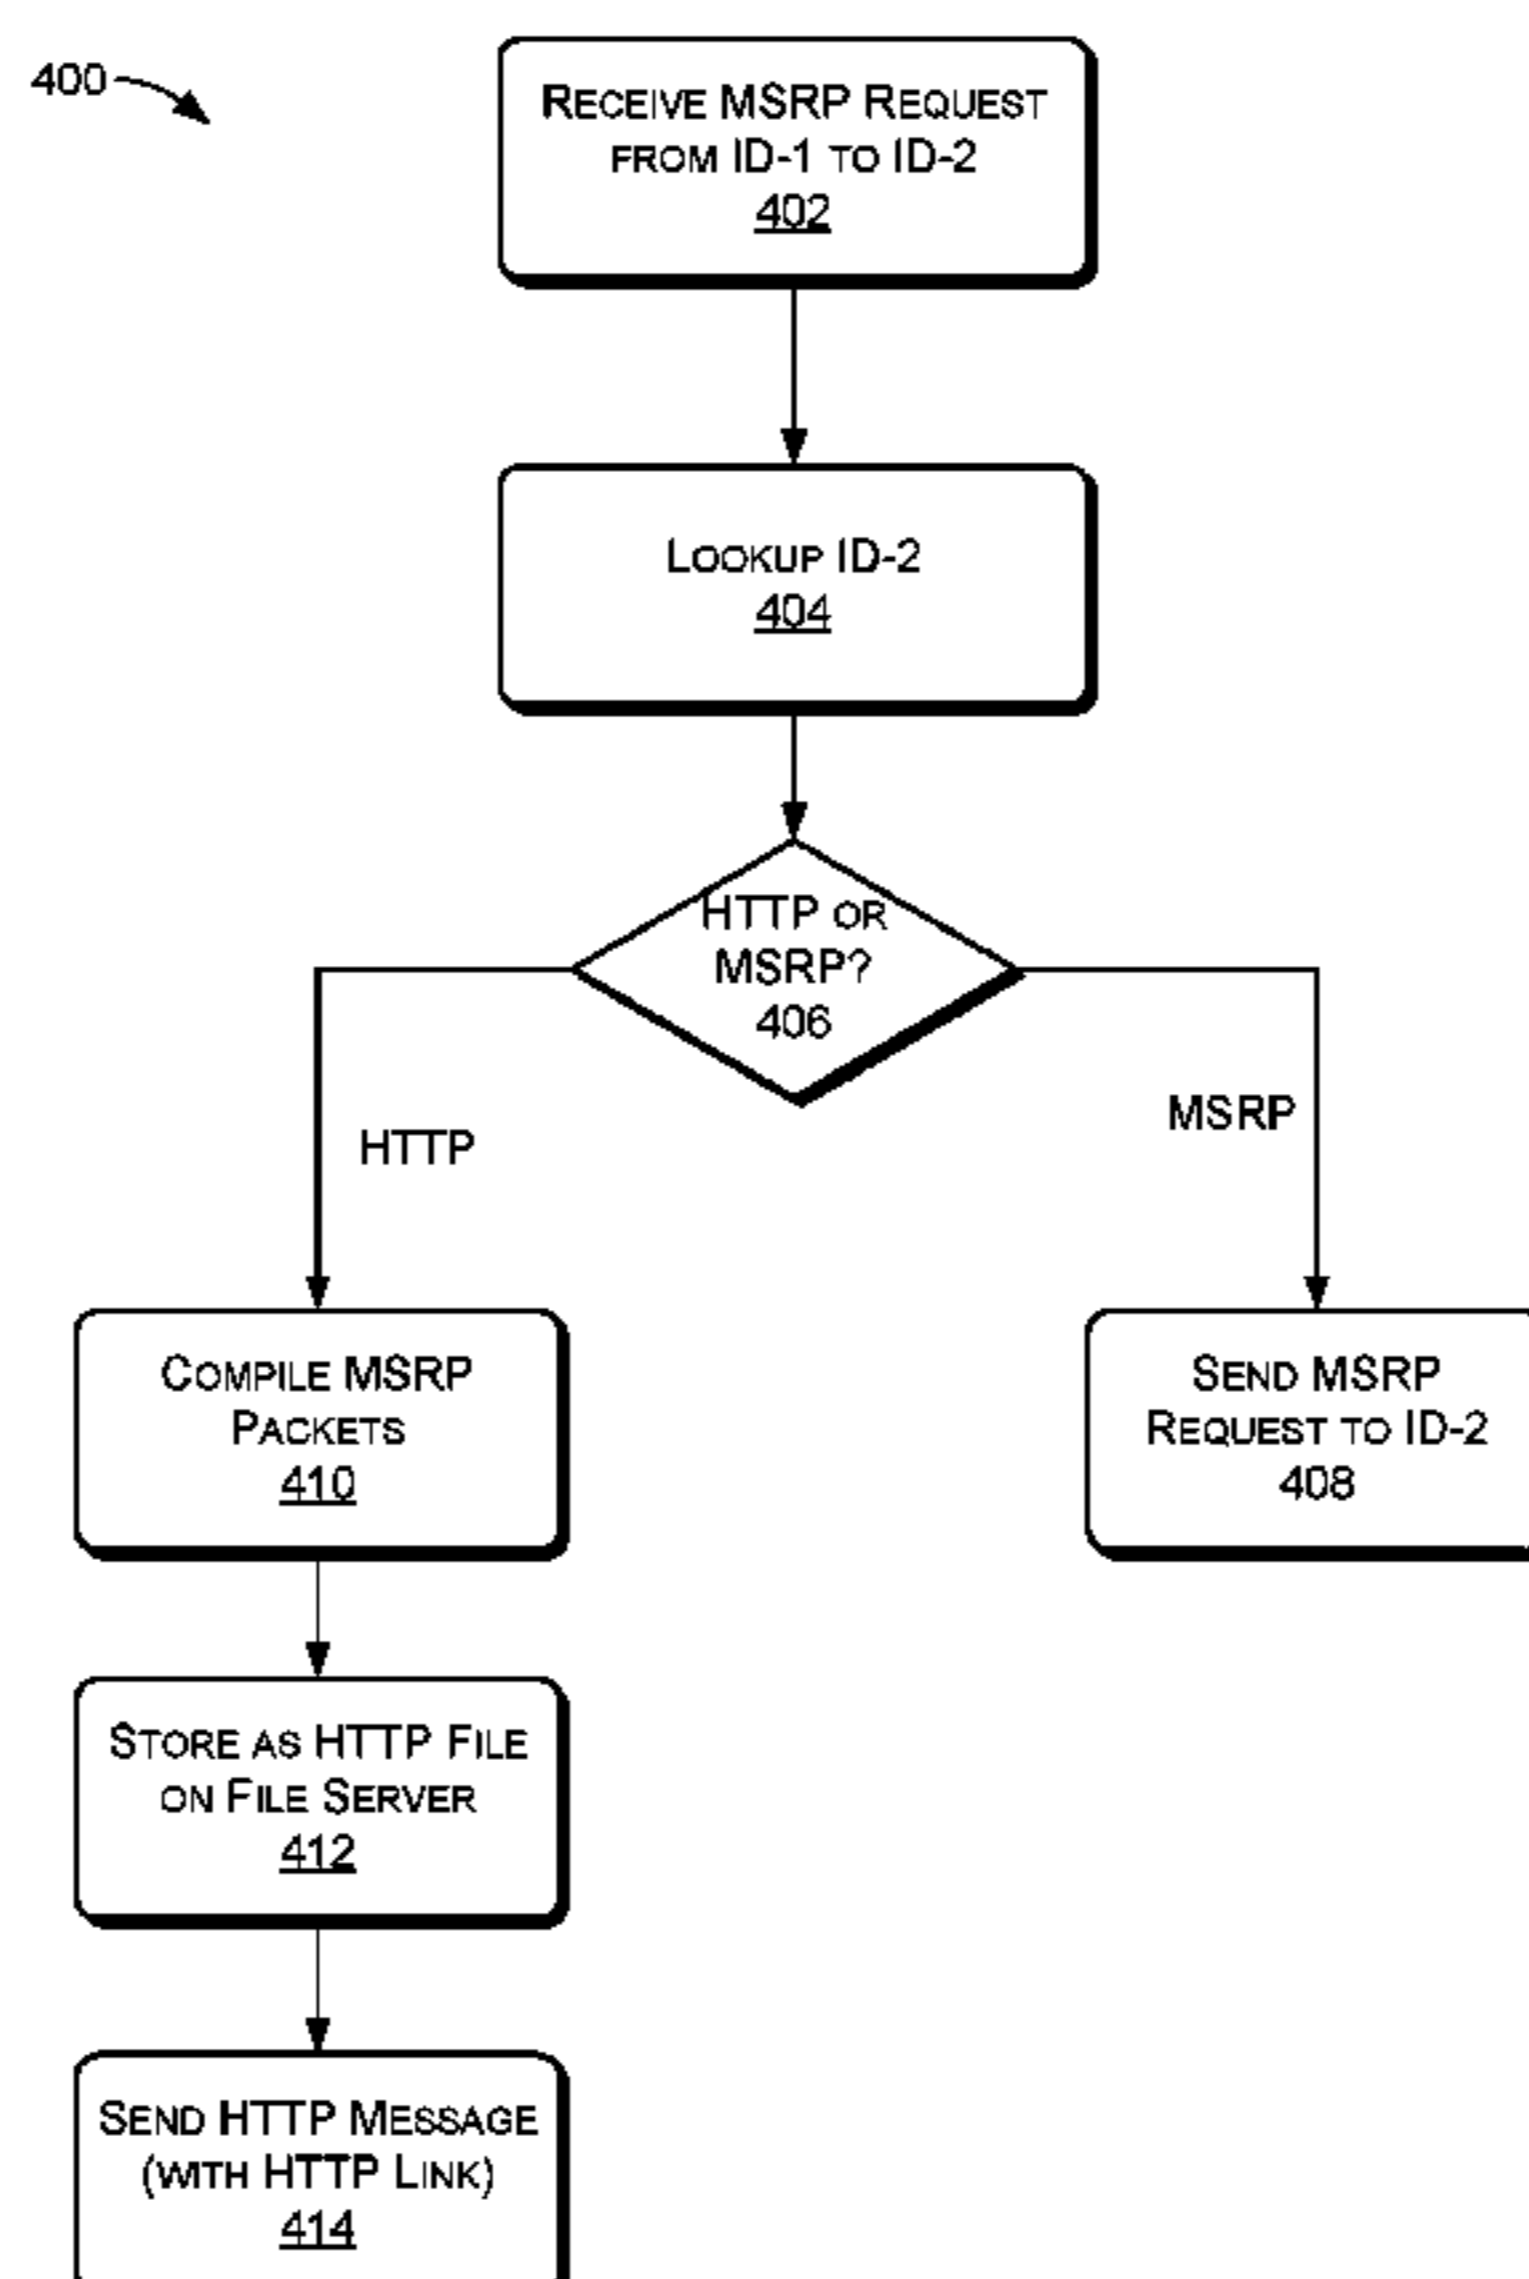 400
RECEIVE MSRP REQUEST
FROM ID-1 TO ID-2
402
LOOKUP ID-2
404
HTTP OR
MSRP?
406
HTTP
MSRP
COMPILE MSRP
PACKETS
410
SEND MSRP
REQUEST TO ID-2
408
STORE AS HTTP FILE
ON FILE SERVER
412
SEND HTTP MESSAGE
(WITH HTTP LINK)
414